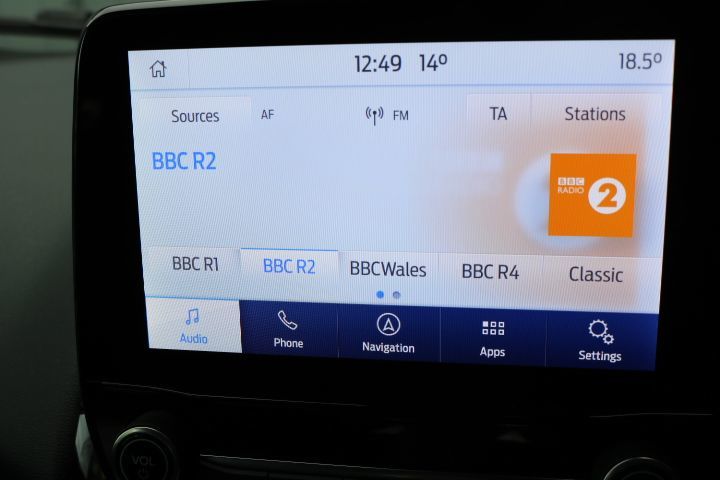 12:49 14º 18.5º
Sources AF FM TA Stations
BBC R2
BBC
RADIO 2
BBC R1 BBC R2 BBCWales BBC R4 Classic
Audio Phone Navigation Apps Settings
VOL